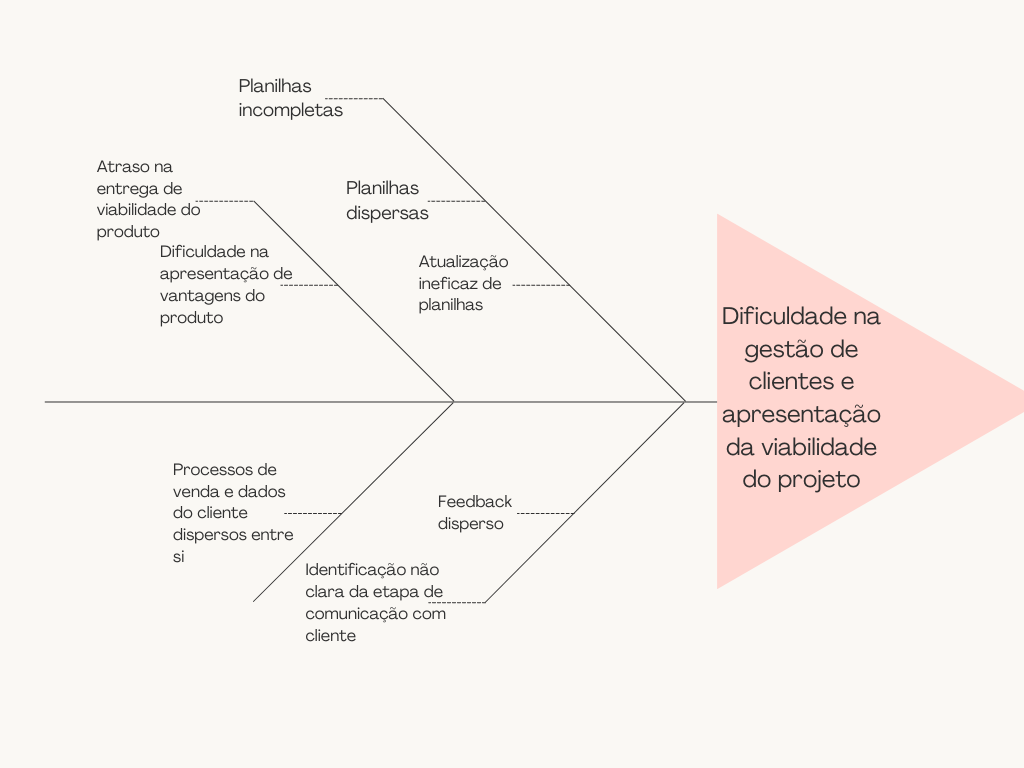 Planilhas
incompletas
Atraso na
entrega de
viabilidade do
produto
Planilhas
dispersas
Dificuldade na
apresentação de
vantagens do
produto
Atualização
ineficaz de
planilhas
Dificuldade na
gestão de
clientes e
apresentação
da viabilidade
do projeto
Processos de
venda e dados
do cliente
dispersos entre
si
Feedback
disperso
Identificação não
clara da etapa de
comunicação com
cliente